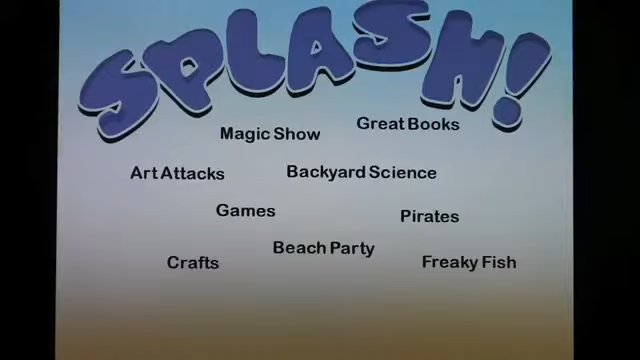 SPLASH!
Great Books
Magic Show
Art Attacks
Backyard Science
Games
Pirates
Beach Party
Crafts
Freaky Fish